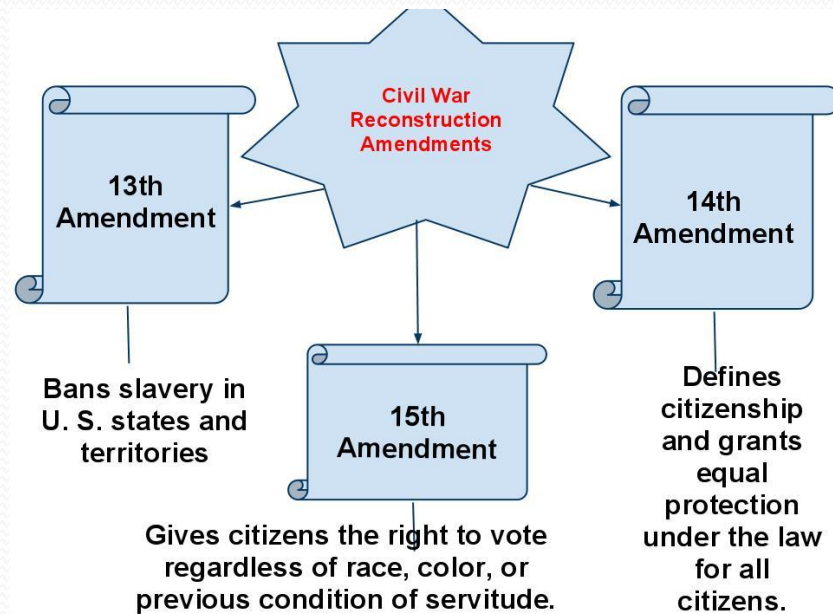 Civil War
Reconstruction
Amendments
13th
Amendment
14th
Amendment
15th
Amendment
Bans slavery in
U. S. states and
territories
Defines
citizenship
and grants
equal
protection
under the law
for all
citizens.
Gives citizens the right to vote
regardless of race, color, or
previous condition of servitude.